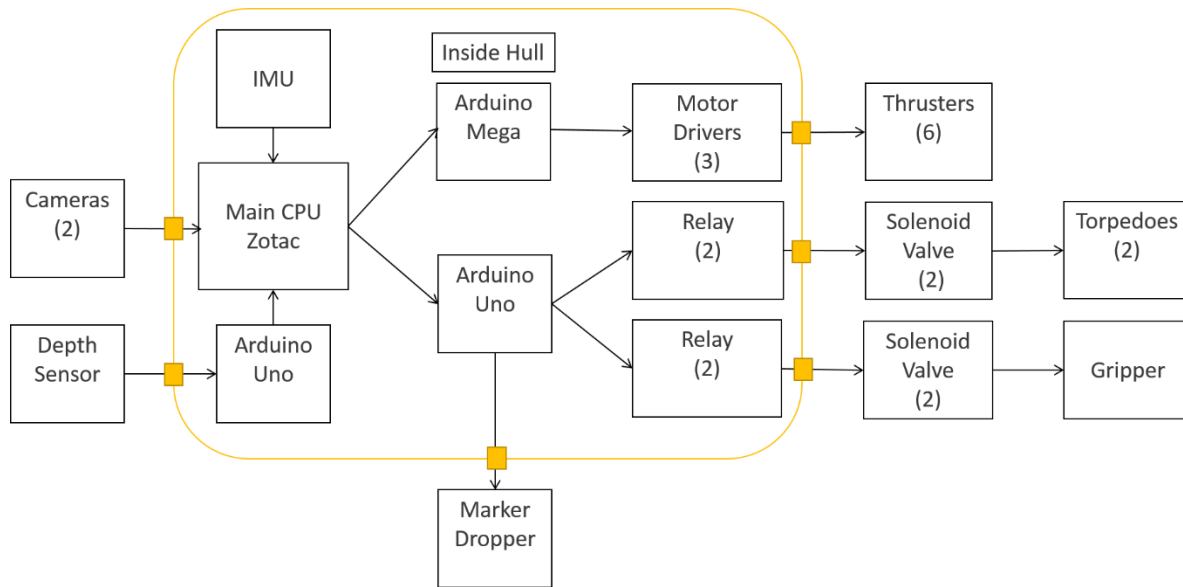 Inside Hull
IMU
Arduino
Mega
Motor
Drivers
(3)
Thrusters
(6)
Cameras
(2)
Main CPU
Zotac
Relay
(2)
Solenoid
Valve
(2)
Torpedoes
(2)
Arduino
Uno
Depth
Sensor
Arduino
Uno
Relay
(2)
Solenoid
Valve
(2)
Gripper
Marker
Dropper